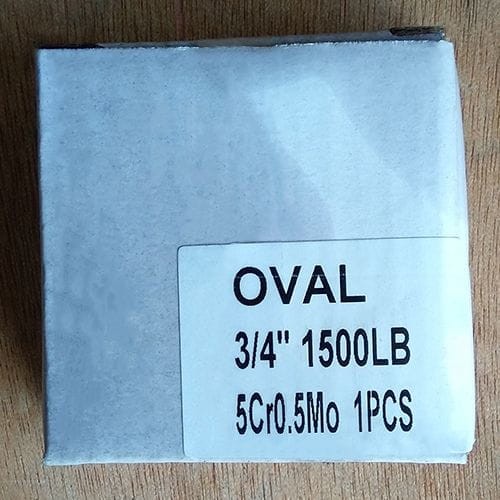 OVAL
3/4" 1500LB
5Cr0.5Mo 1PCS